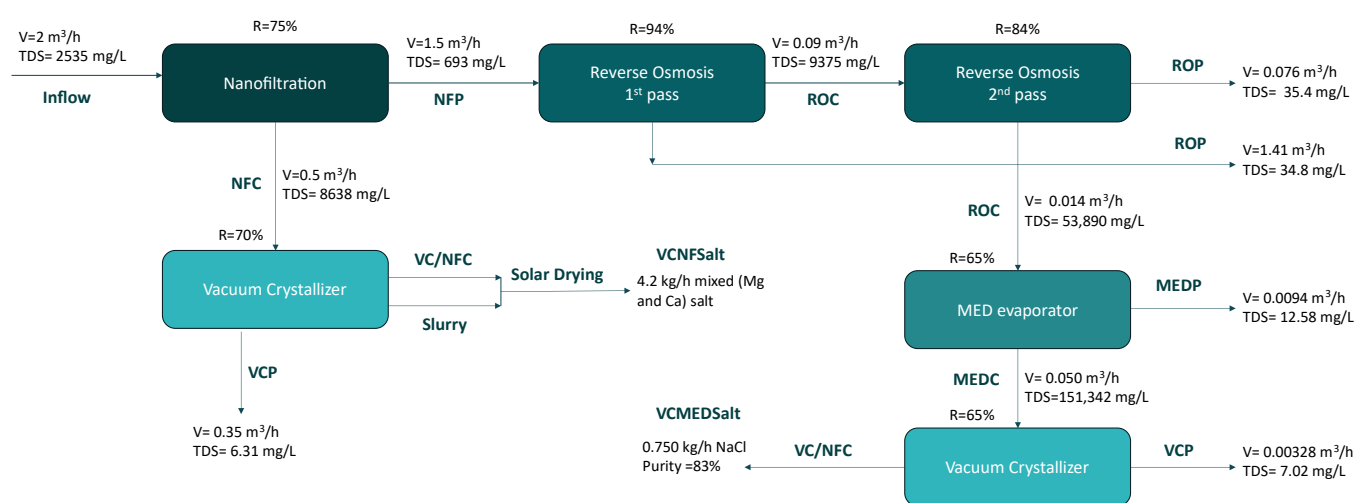 V=2 m³/h
TDS= 2535 mg/L
Inflow
R=75%
Nanofiltration
V=1.5 m³/h
TDS= 693 mg/L
NFP
R=94%
Reverse Osmosis
1st pass
V= 0.09 m³/h
TDS= 9375 mg/L
ROC
R=84%
Reverse Osmosis
2nd pass
ROP
V= 0.076 m³/h
TDS=  35.4 mg/L
ROP
V=1.41 m³/h
TDS= 34.8 mg/L
NFC
V=0.5 m³/h
TDS= 8638 mg/L
ROC
V=  0.014 m³/h
TDS= 53,890 mg/L
R=70%
Vacuum Crystallizer
VC/NFC
Slurry
Solar Drying
VCNFSalt
4.2 kg/h mixed (Mg
and Ca) salt
VCP
V= 0.35 m³/h
TDS= 6.31 mg/L
R=65%
MED evaporator
MEDP
V= 0.0094 m³/h
TDS= 12.58 mg/L
MEDC
V= 0.050 m³/h
TDS=151,342 mg/L
R=65%
Vacuum Crystallizer
VC/NFC
VCMEDSalt
0.750 kg/h NaCl
Purity =83%
VCP
V= 0.00328 m³/h
TDS= 7.02 mg/L